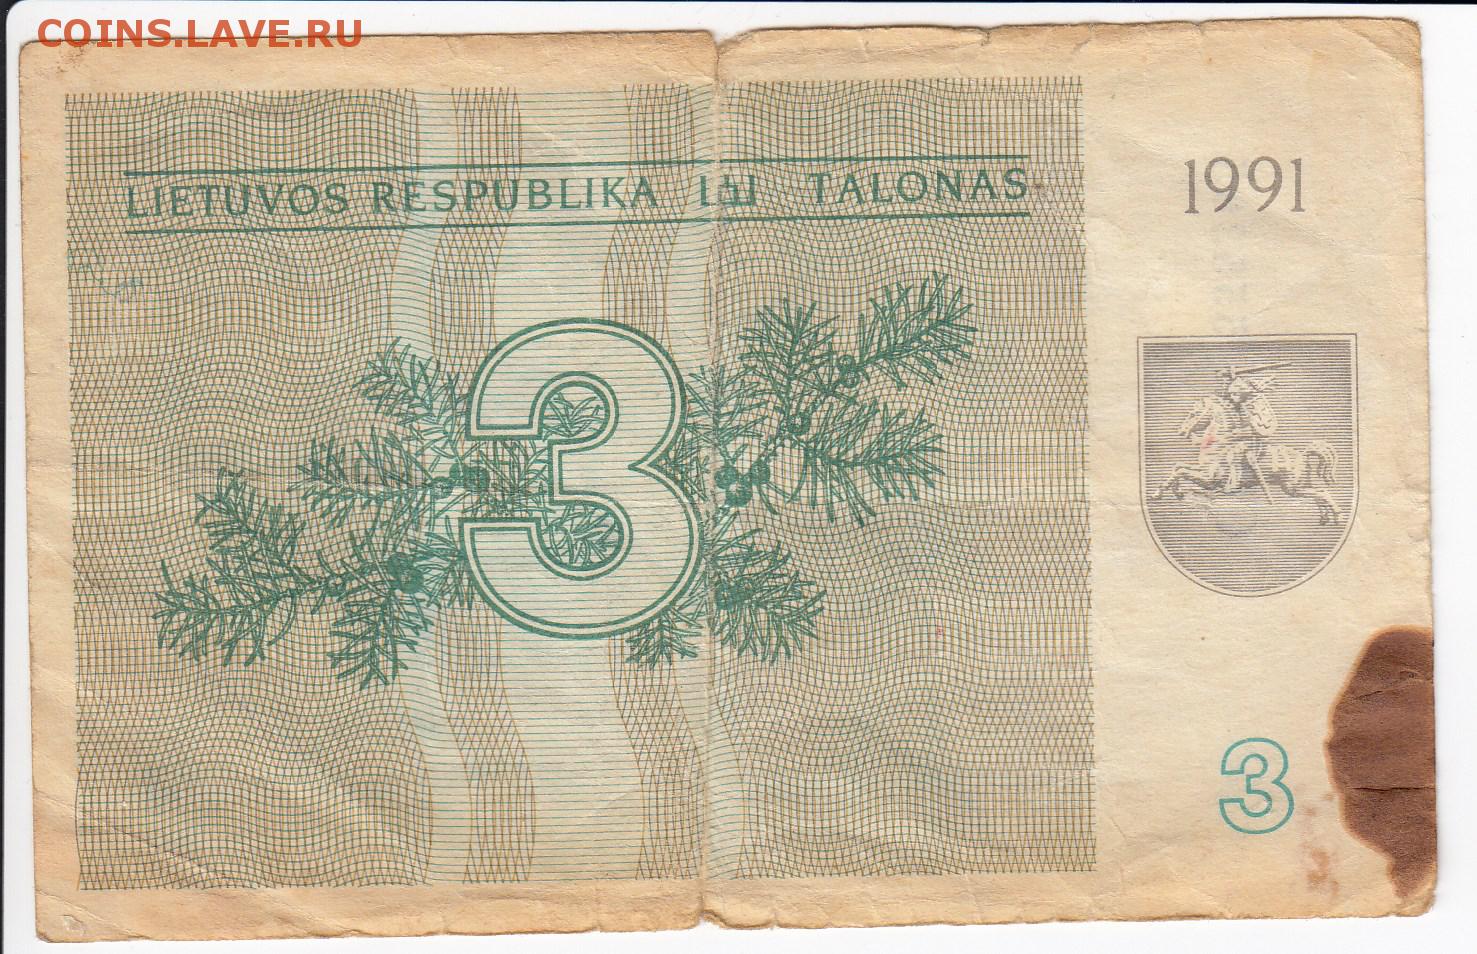 COINS.LAVE.RU
LIETUVOS RESPUBLIKA TALONAS
1991
3
3